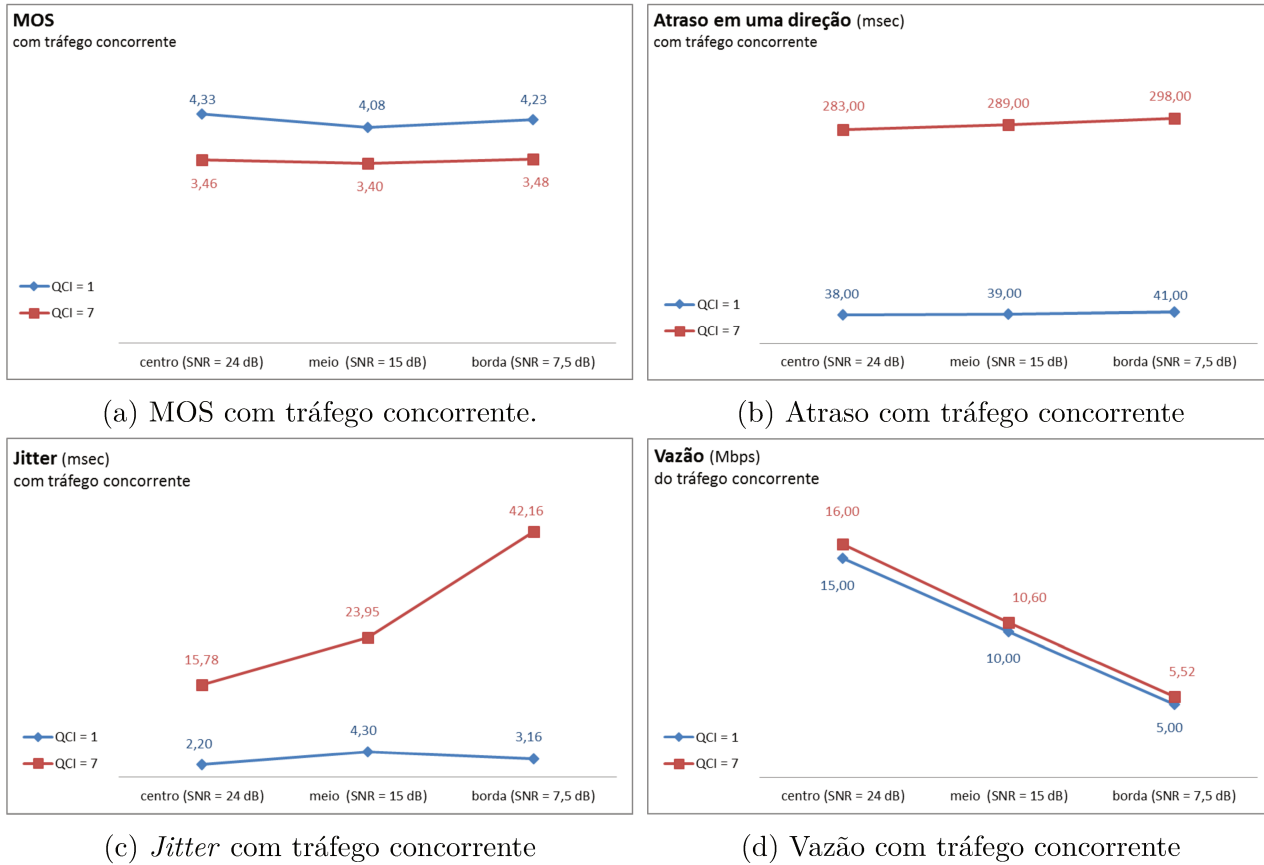 MOS
com tráfego concorrente
4,33
4,08
4,23
3,46
3,40
3,48
QCI = 1
QCI = 7
centro (SNR = 24 dB)
meio (SNR = 15 dB)
borda (SNR = 7,5 dB)
(a) MOS com tráfego concorrente.
Atraso em uma direção (msec)
com tráfego concorrente
283,00
289,00
298,00
38,00
39,00
41,00
QCI = 1
QCI = 7
centro (SNR = 24 dB)
meio (SNR = 15 dB)
borda (SNR = 7,5 dB)
(b) Atraso com tráfego concorrente
Jitter (msec)
com tráfego concorrente
42,16
23,95
15,78
2,20
4,30
3,16
QCI = 1
QCI = 7
centro (SNR = 24 dB)
meio (SNR = 15 dB)
borda (SNR = 7,5 dB)
(c) Jitter com tráfego concorrente
Vazão (Mbps)
do tráfego concorrente
16,00
15,00
10,60
10,00
5,52
5,00
QCI = 1
QCI = 7
centro (SNR = 24 dB)
meio (SNR = 15 dB)
borda (SNR = 7,5 dB)
(d) Vazão com tráfego concorrente